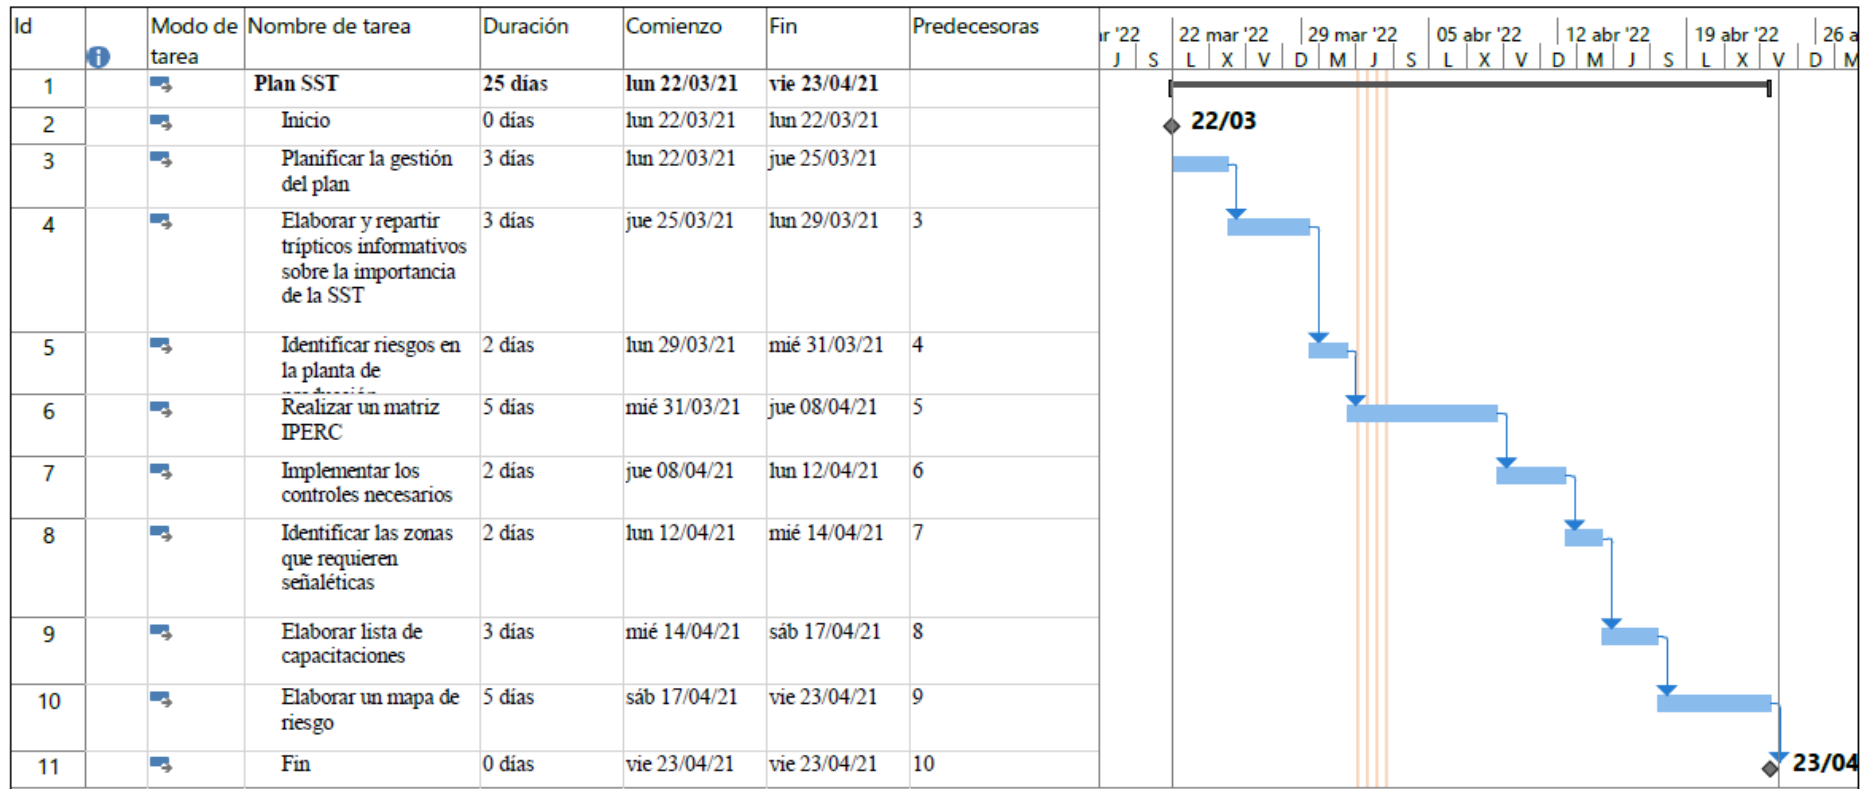 Id Modo de tarea Nombre de tarea Duración Comienzo Fin Predecesoras
r '22 22 mar '22 29 mar '22 05 abr '22 12 abr '22 19 abr '22 26 a
J S L X V D M J S L X V D M J S L X V D M
1 Plan SST 25 días lun 22/03/21 vie 23/04/21
2 Inicio 0 días lun 22/03/21 lun 22/03/21
22/03
3 Planificar la gestión 3 días lun 22/03/21 jue 25/03/21
del plan
4 Elaborar y repartir 3 días jue 25/03/21 lun 29/03/21 3
trípticos informativos
sobre la importancia
de la SST
5 Identificar riesgos en 2 días lun 29/03/21 mié 31/03/21 4
la planta de
6 Realizar un matriz 5 días mié 31/03/21 jue 08/04/21 5
IPERC
7 Implementar los 2 días jue 08/04/21 lun 12/04/21 6
controles necesarios
8 Identificar las zonas 2 días lun 12/04/21 mié 14/04/21 7
que requieren
señaléticas
9 Elaborar lista de 3 días mié 14/04/21 sáb 17/04/21 8
capacitaciones
10 Elaborar un mapa de 5 días sáb 17/04/21 vie 23/04/21 9
riesgo
11 Fin 0 días vie 23/04/21 vie 23/04/21 10
23/04